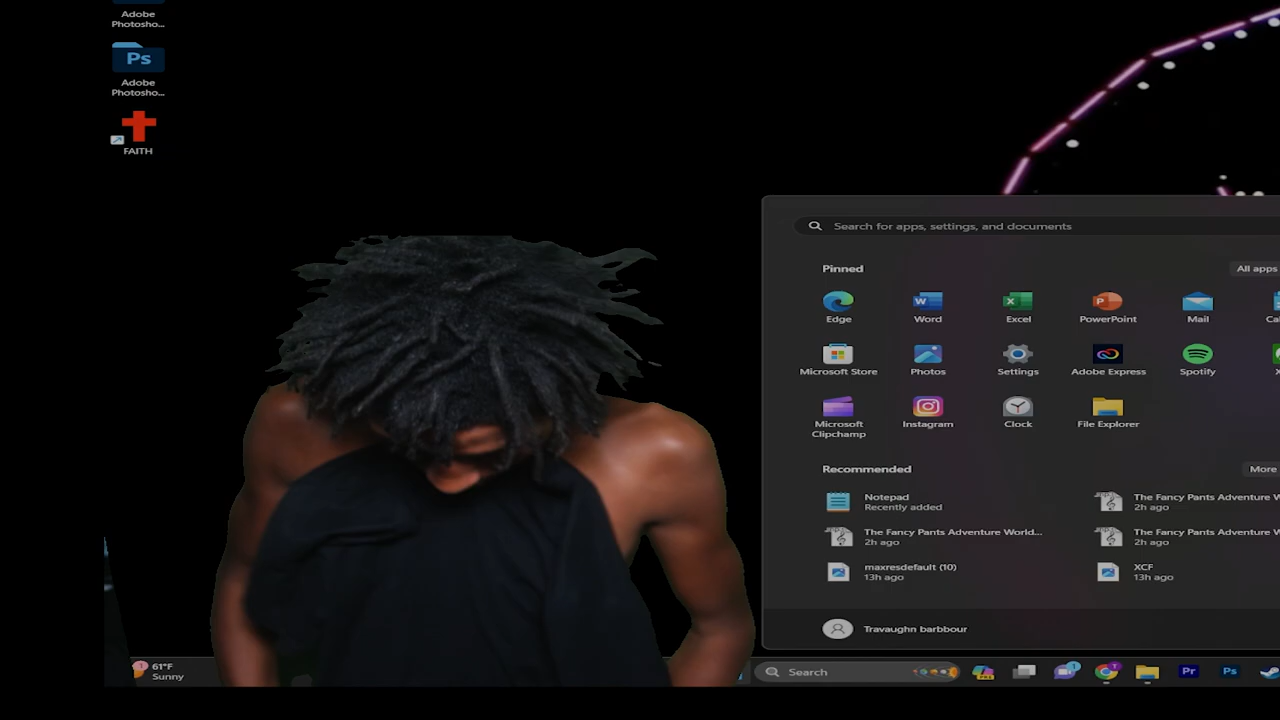 Adobe
Photosho...
Ps
Adobe
Photosho...
FAITH
Search for apps, settings, and documents
Pinned
All apps
Edge
Word
Excel
PowerPoint
Mail
Microsoft Store
Photos
Settings
Adobe Express
Spotify
Microsoft
Clipchamp
Instagram
Clock
File Explorer
Recommended
More
Notepad
Recently added
The Fancy Pants Adventure W
2h ago
The Fancy Pants Adventure World...
2h ago
The Fancy Pants Adventure W
2h ago
maxresdefault (10)
13h ago
XCF
13h ago
Travaughn barbbour
1
61°F
Sunny
Search
PRE
1
T
Pr
Ps